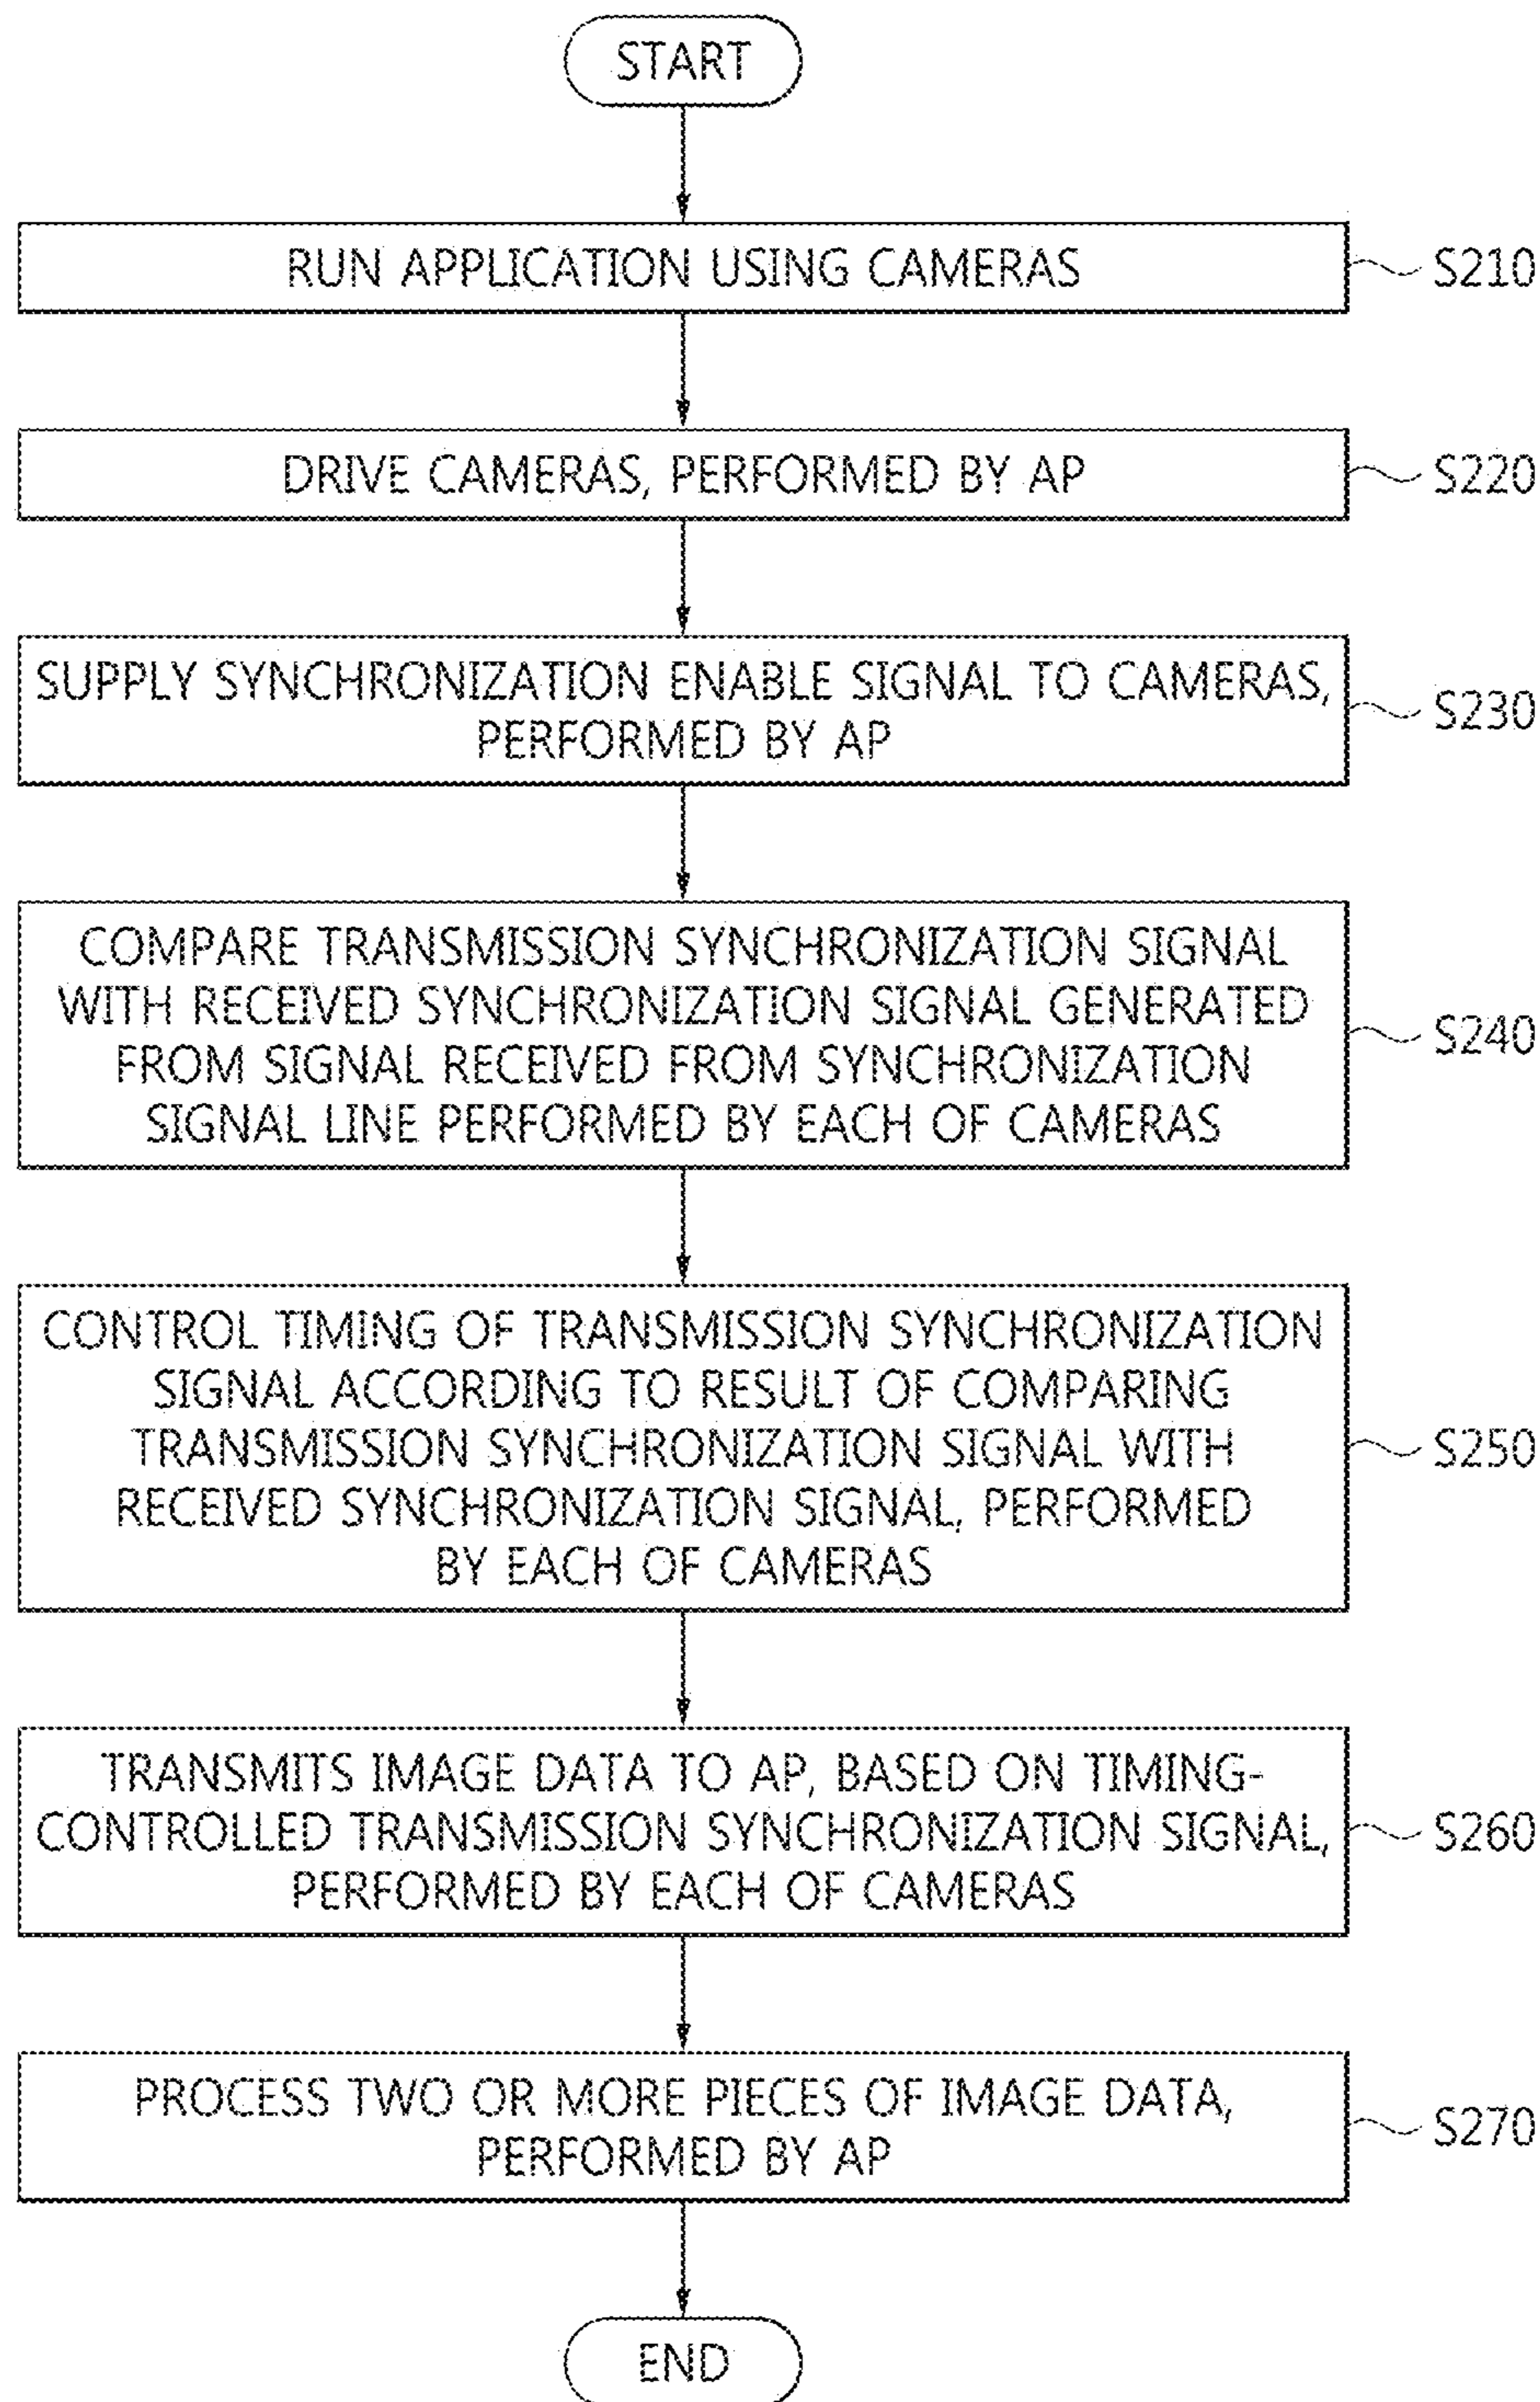 START
RUN APPLICATION USING CAMERAS
S210
DRIVE CAMERAS, PERFORMED BY AP
S220
SUPPLY SYNCHRONIZATION ENABLE SIGNAL TO CAMERAS,
PERFORMED BY AP
S230
COMPARE TRANSMISSION SYNCHRONIZATION SIGNAL
WITH RECEIVED SYNCHRONIZATION SIGNAL GENERATED
FROM SIGNAL RECEIVED FROM SYNCHRONIZATION
SIGNAL LINE PERFORMED BY EACH OF CAMERAS
S240
CONTROL TIMING OF TRANSMISSION SYNCHRONIZATION
SIGNAL ACCORDING TO RESULT OF COMPARING
TRANSMISSION SYNCHRONIZATION SIGNAL WITH
RECEIVED SYNCHRONIZATION SIGNAL, PERFORMED
BY EACH OF CAMERAS
S250
TRANSMITS IMAGE DATA TO AP, BASED ON TIMING-
CONTROLLED TRANSMISSION SYNCHRONIZATION SIGNAL,
PERFORMED BY EACH OF CAMERAS
S260
PROCESS TWO OR MORE PIECES OF IMAGE DATA,
PERFORMED BY AP
S270
END